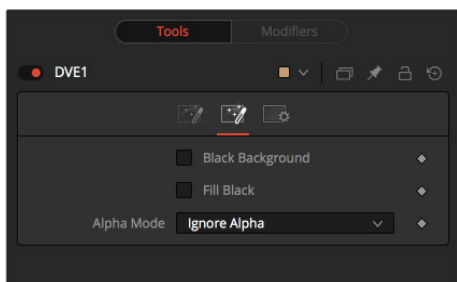 Tools Modifiers
DVE1
Black Background
Fill Black
Alpha Mode Ignore Alpha